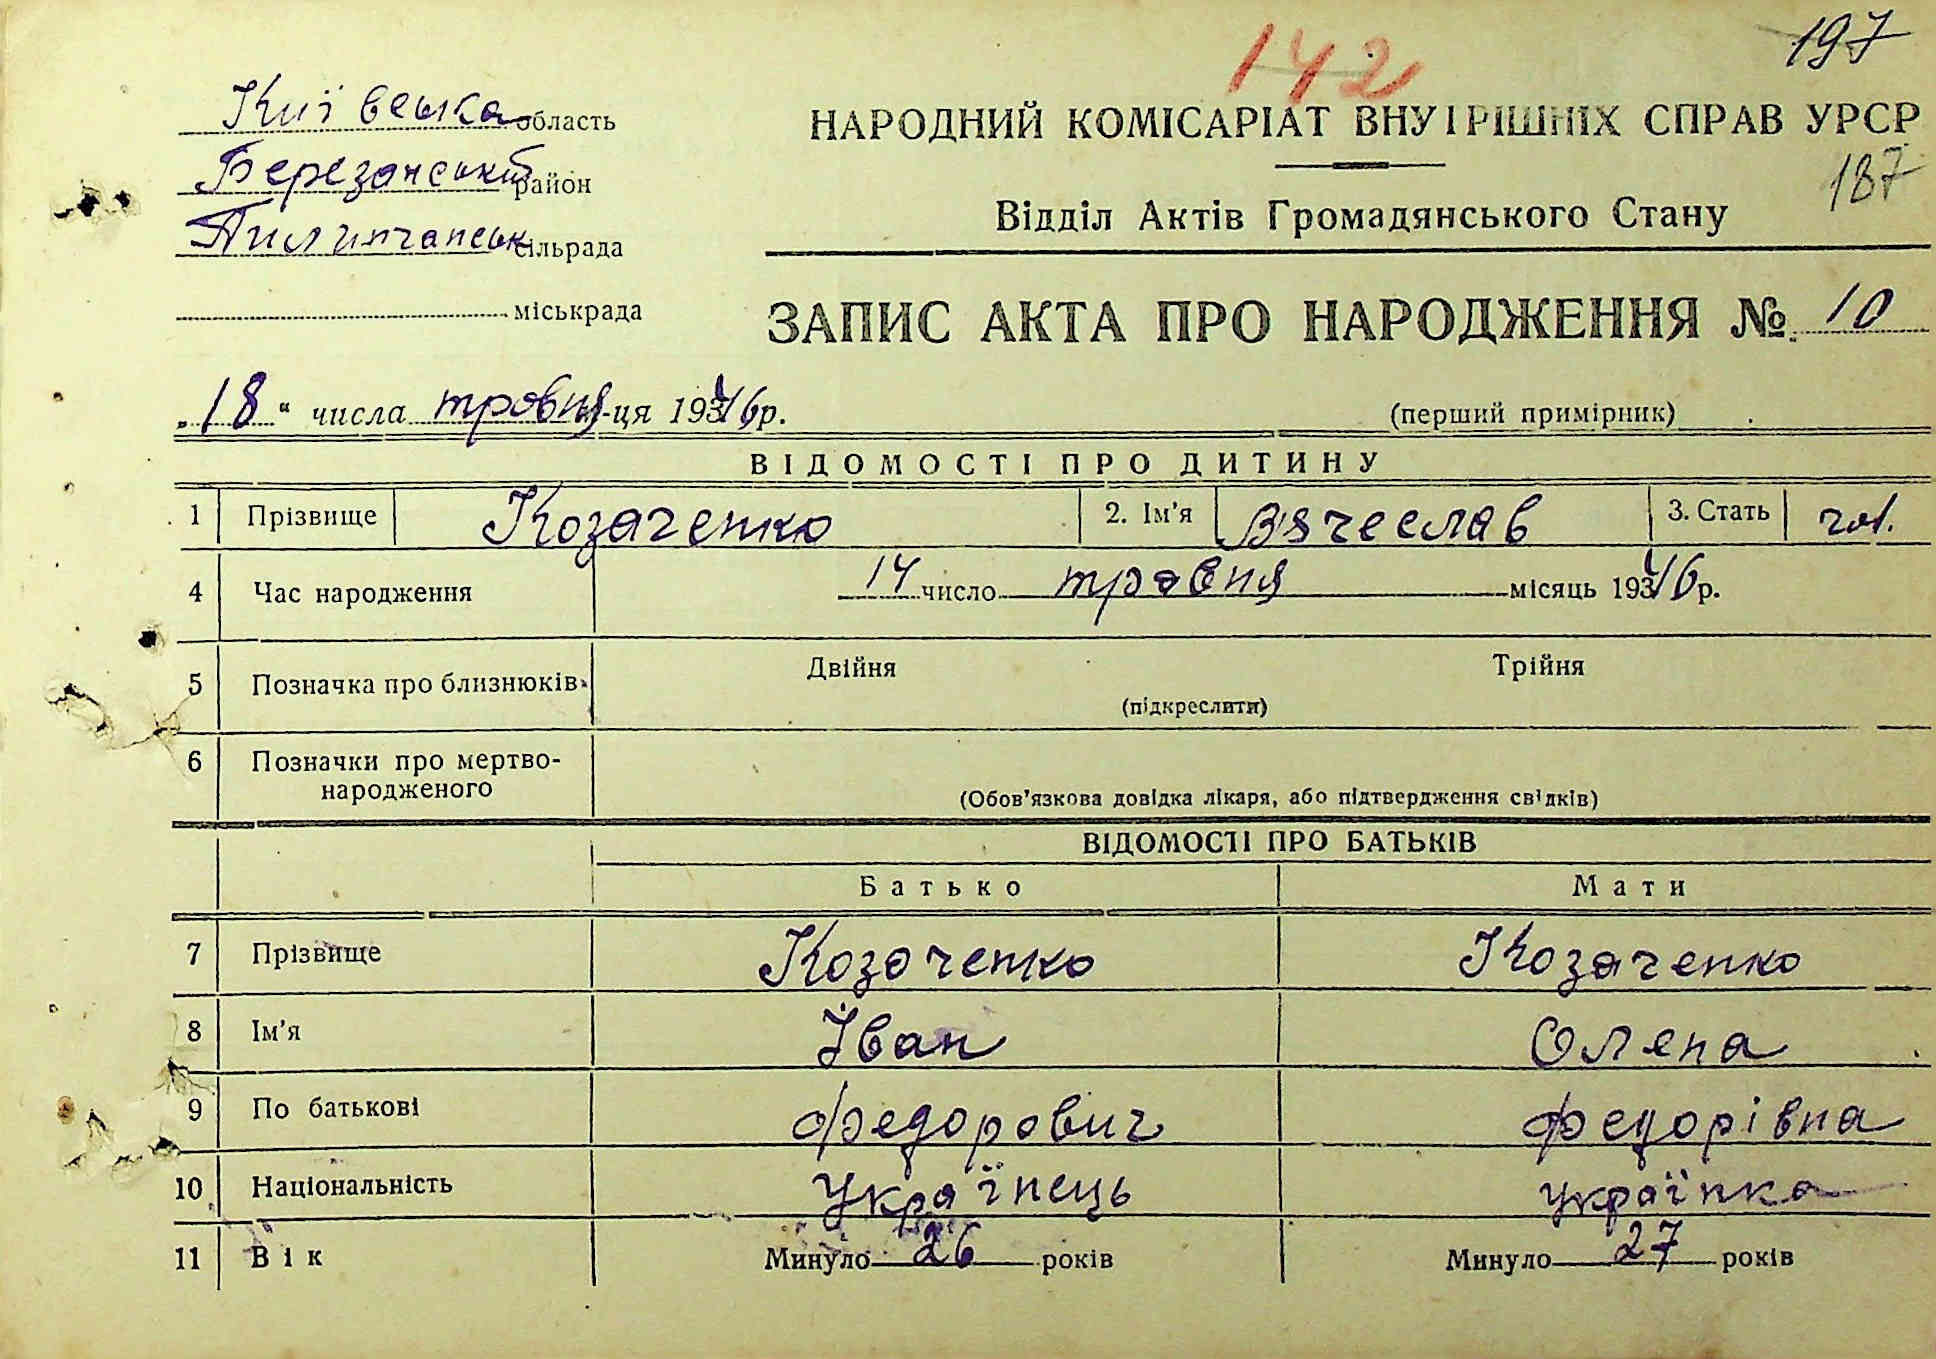 142
197
Київська область
Березанський район
Пилипчанськ сільрада
міськрада
НАРОДНИЙ КОМІСАРІАТ ВНУТРІШНІХ СПРАВ УРСР
187
Відділ Актів Громадянського Стану
ЗАПИС АКТА ПРО НАРОДЖЕННЯ № 10
„18“ числа травня м-ця 1946 р.
(перший примірник)
ВІДОМОСТІ ПРО ДИТИНУ
1 Прізвище Козаченко 2. Ім'я Вячеслав 3. Стать чол.
4 Час народження 14 число травня місяць 1946 р.
5 Позначка про близнюків Двійня Трійня
(підкреслити)
6 Позначки про мертво-
народженого
(Обов'язкова довідка лікаря, або підтвердження свідків)
ВІДОМОСТІ ПРО БАТЬКІВ
Батько Мати
7 Прізвище Козаченко Козаченко
8 Ім'я Іван Олена
9 По батькові Федорович Федорівна
10 Національність Українець українка
11 Вік Минуло 26 років Минуло 27 років